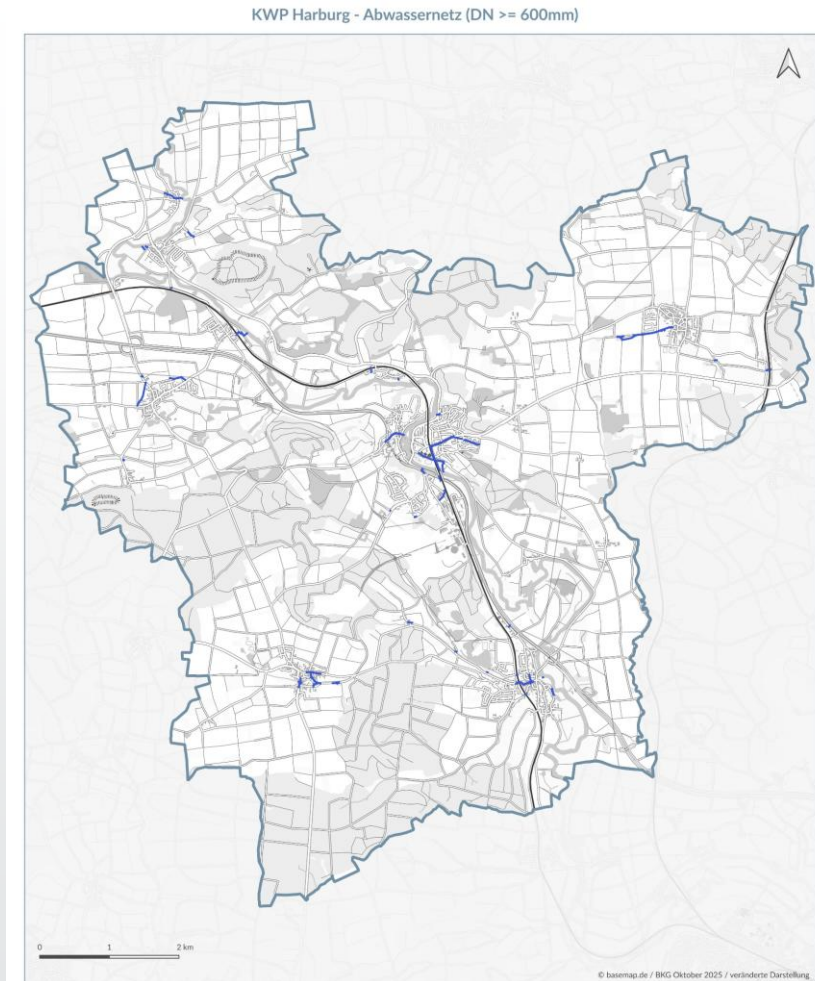 KWP Harburg - Abwassernetz (DN >= 600mm)
0 1 2 km
© basemap.de / BKG Oktober 2025 / veränderte Darstellung